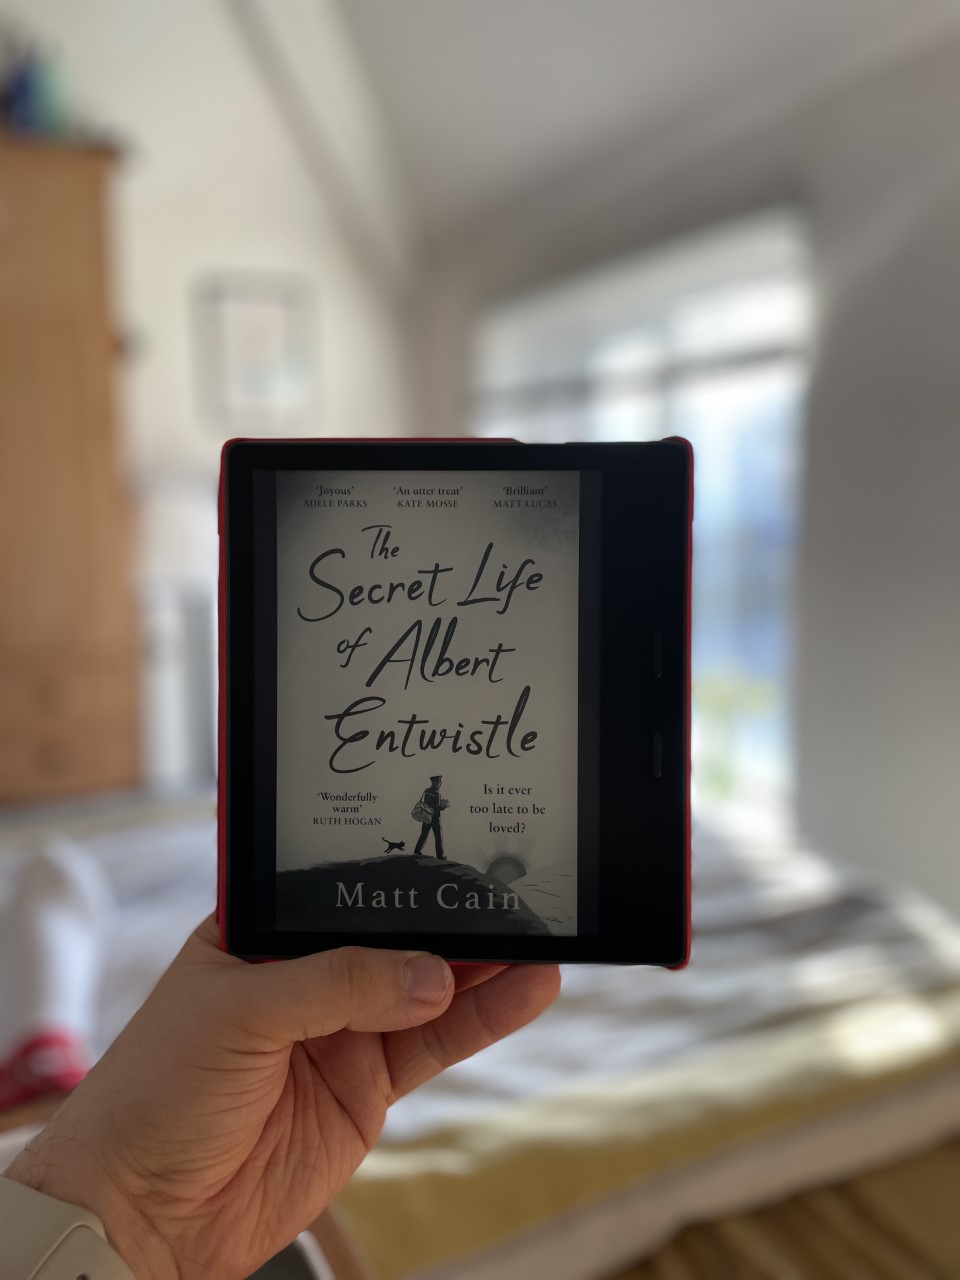 'Joyous'
ADELE PARKS
'An utter treat'
KATE MOSSE
'Brilliant'
MATT LUCAS
The
Secret Life
of Albert
Entwistle
'Wonderfully
warm'
RUTH HOGAN
Is it ever
too late to be
loved?
Matt Cain